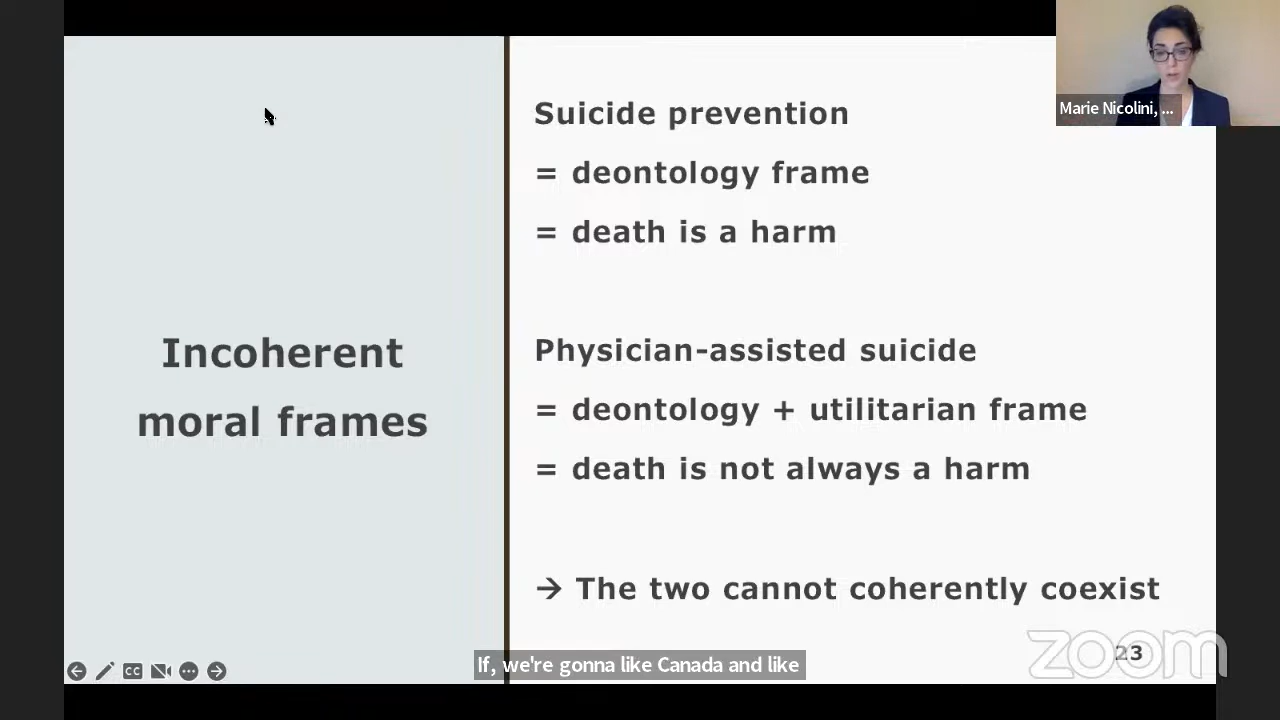 Marie Nicolini, ...
Suicide prevention
= deontology frame
= death is a harm
Incoherent
moral frames
Physician-assisted suicide
= deontology + utilitarian frame
= death is not always a harm
→ The two cannot coherently coexist
CC
If, we're gonna like Canada and like
23
zoom